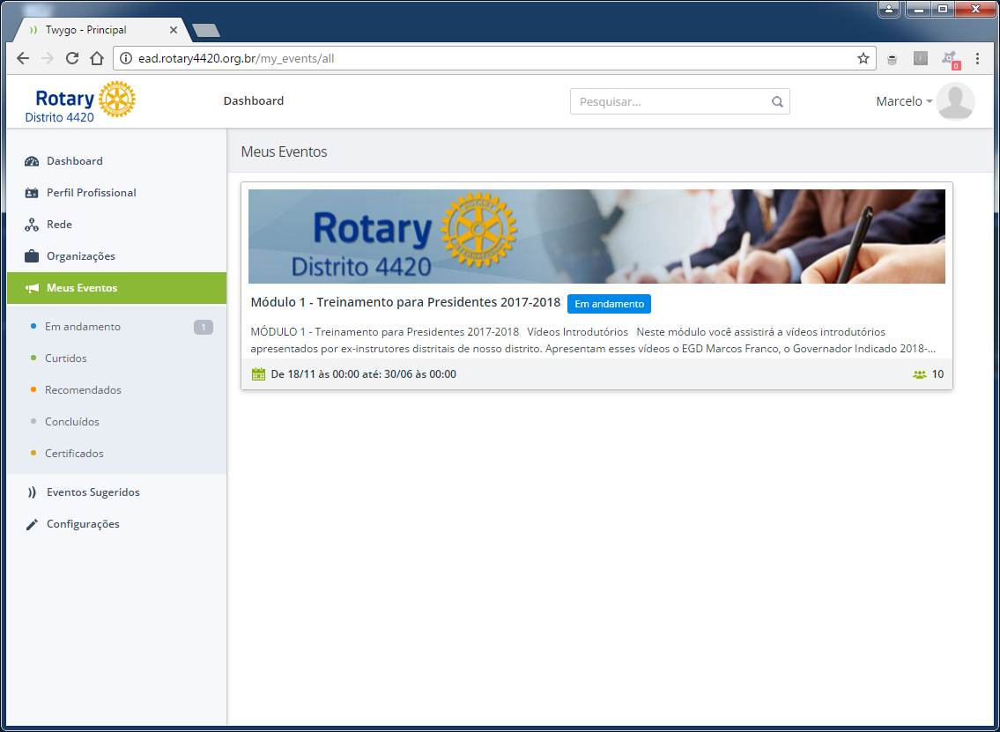 Twygo - Principal
ead.rotary4420.org.br/my_events/all
0
Rotary
Distrito 4420
Dashboard
Pesquisar...
Marcelo
Dashboard
Perfil Profissional
Rede
Organizações
Meus Eventos
Em andamento
1
Curtidos
Recomendados
Concluídos
Certificados
Eventos Sugeridos
Configurações
Meus Eventos
Rotary
Distrito 4420
ROTARY
INTERNATIONAL
Módulo 1 - Treinamento para Presidentes 2017-2018
Em andamento
MÓDULO 1 - Treinamento para Presidentes 2017-2018 Vídeos Introdutórios Neste módulo você assistirá a vídeos introdutórios
apresentados por ex-instrutores distritais de nosso distrito. Apresentam esses vídeos o EGD Marcos Franco, o Governador Indicado 2018-...
De 18/11 às 00:00 até: 30/06 às 00:00
10